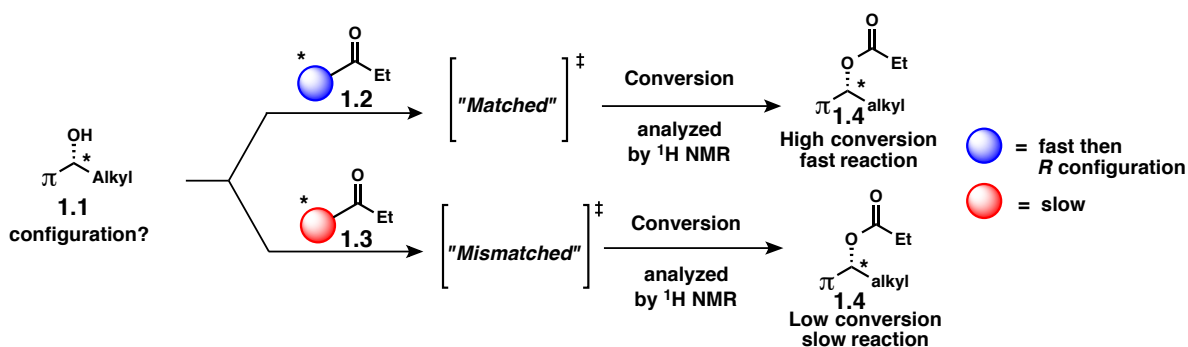 *
O
Et
1.2
["Matched"]‡
Conversion
analyzed
by ¹H NMR
O
Et
O
*
π
alkyl
1.4
High conversion
fast reaction
OH
*
π
Alkyl
1.1
configuration?
= fast then
R configuration
= slow
*
O
Et
1.3
["Mismatched"]‡
Conversion
analyzed
by ¹H NMR
O
Et
O
*
π
alkyl
1.4
Low conversion
slow reaction